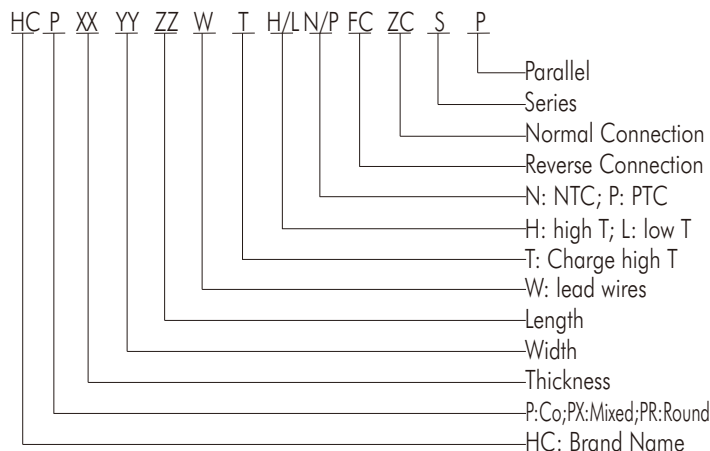 HC P XX YY ZZ W T H/L N/P FC ZC S P
Parallel
Series
Normal Connection
Reverse Connection
N: NTC; P: PTC
H: high T; L: low T
T: Charge high T
W: lead wires
Length
Width
Thickness
P:Co;PX:Mixed;PR:Round
HC: Brand Name